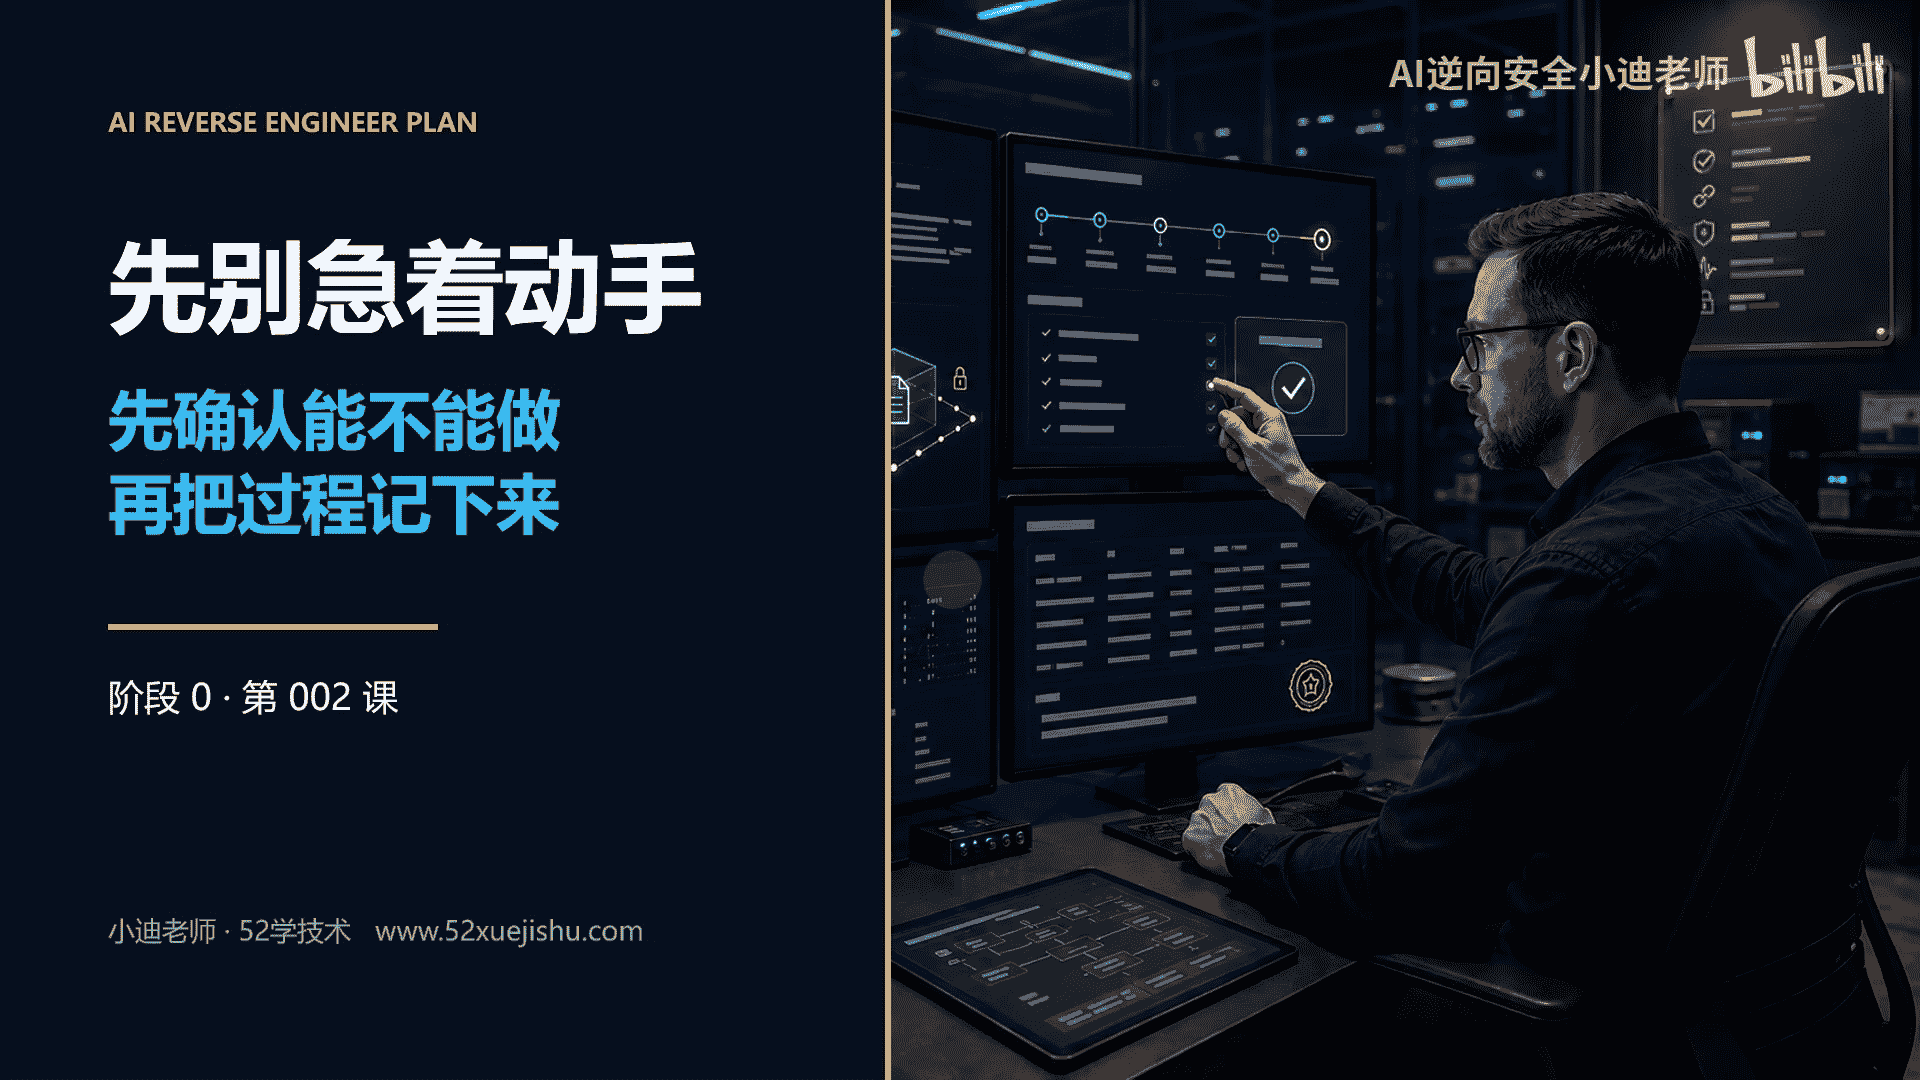 AI REVERSE ENGINEER PLAN
先别急着动手
先确认能不能做
再把过程记下来
阶段 0 · 第 002 课
小迪老师 · 52学技术 www.52xuejishu.com
AI逆向安全小迪老师 bilibili